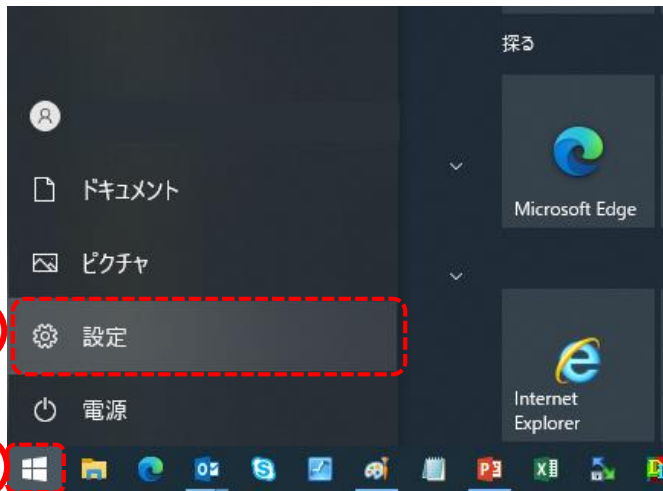 探る
ドキュメント
Microsoft Edge
ピクチャ
設定
Internet
Explorer
電源